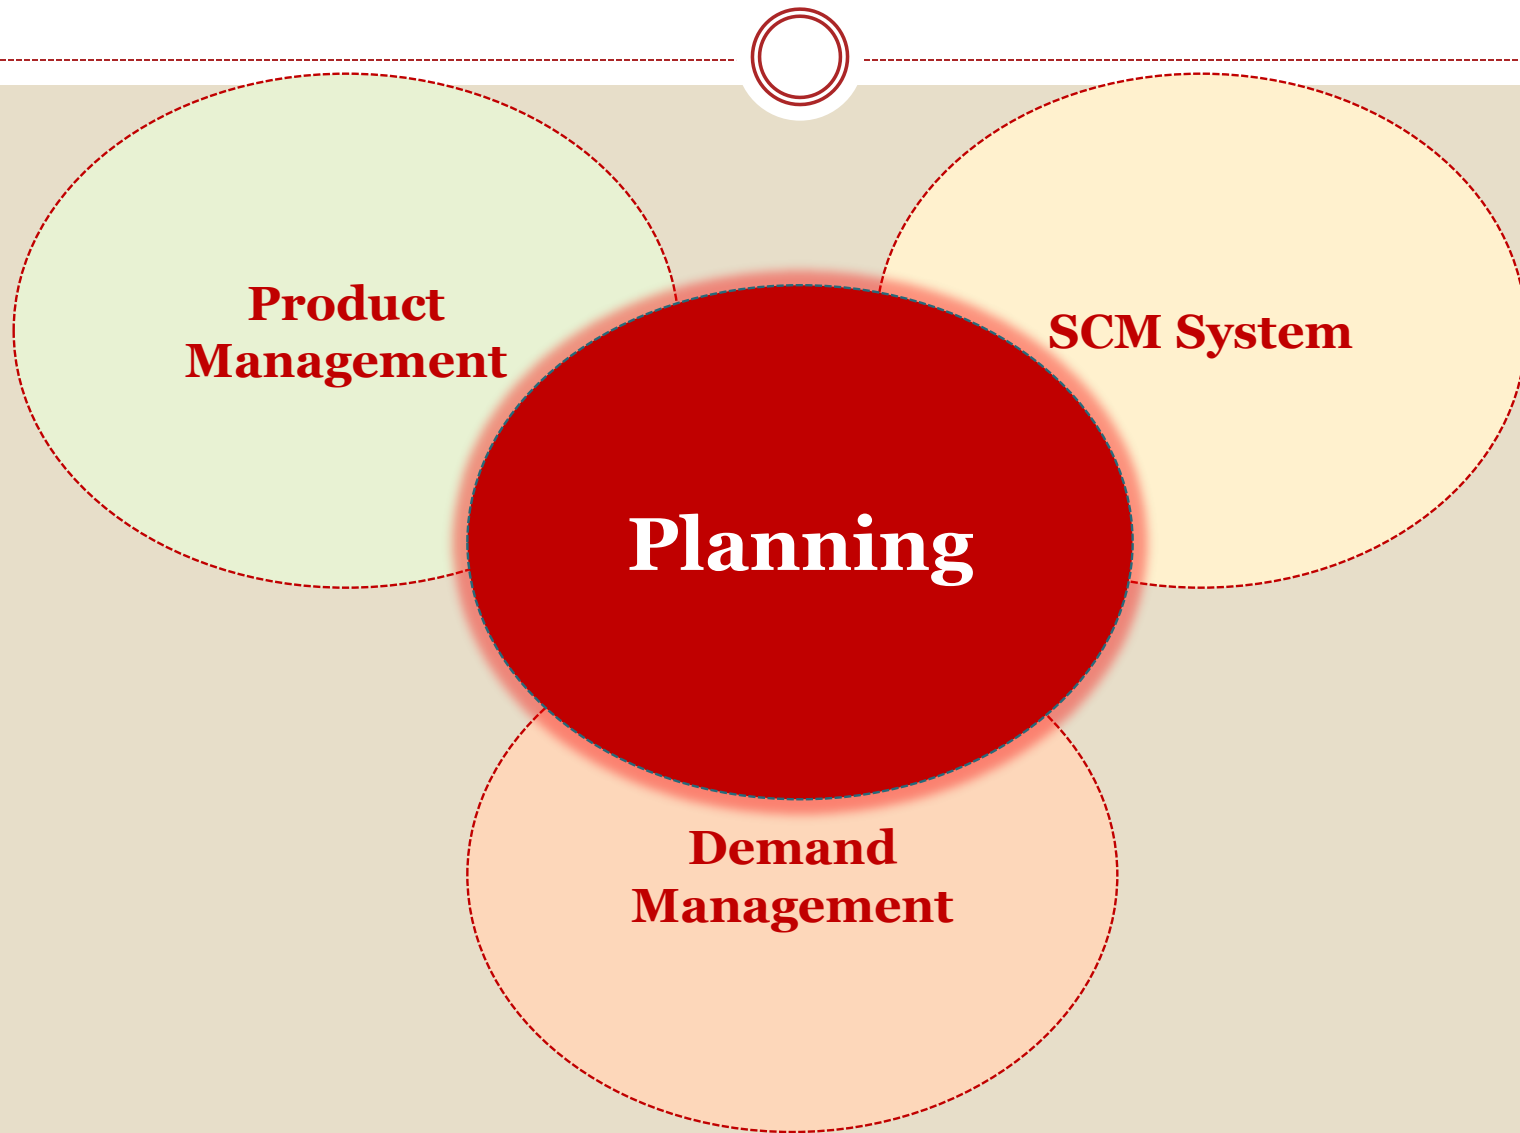 Product
Management
SCM System
Planning
Demand
Management